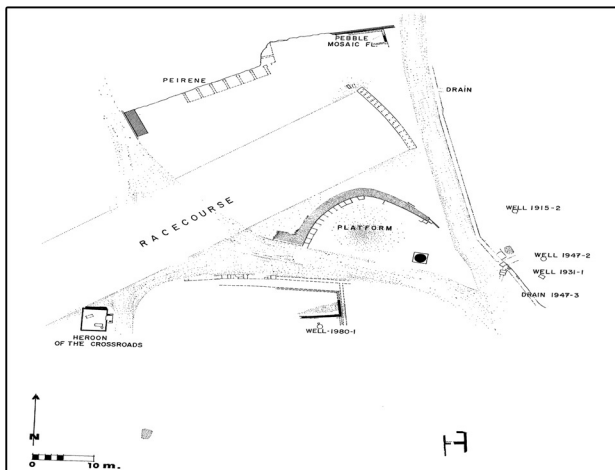 PEBBLE
MOSAIC FL.
PEIRENE
DRAIN
WELL 1915-2
RACECOURSE
PLATFORM
WELL 1947-2
WELL 1931-1
DRAIN 1947-3
WELL-1980-1
HEROON
OF THE CROSSROADS
N
0 10 m.